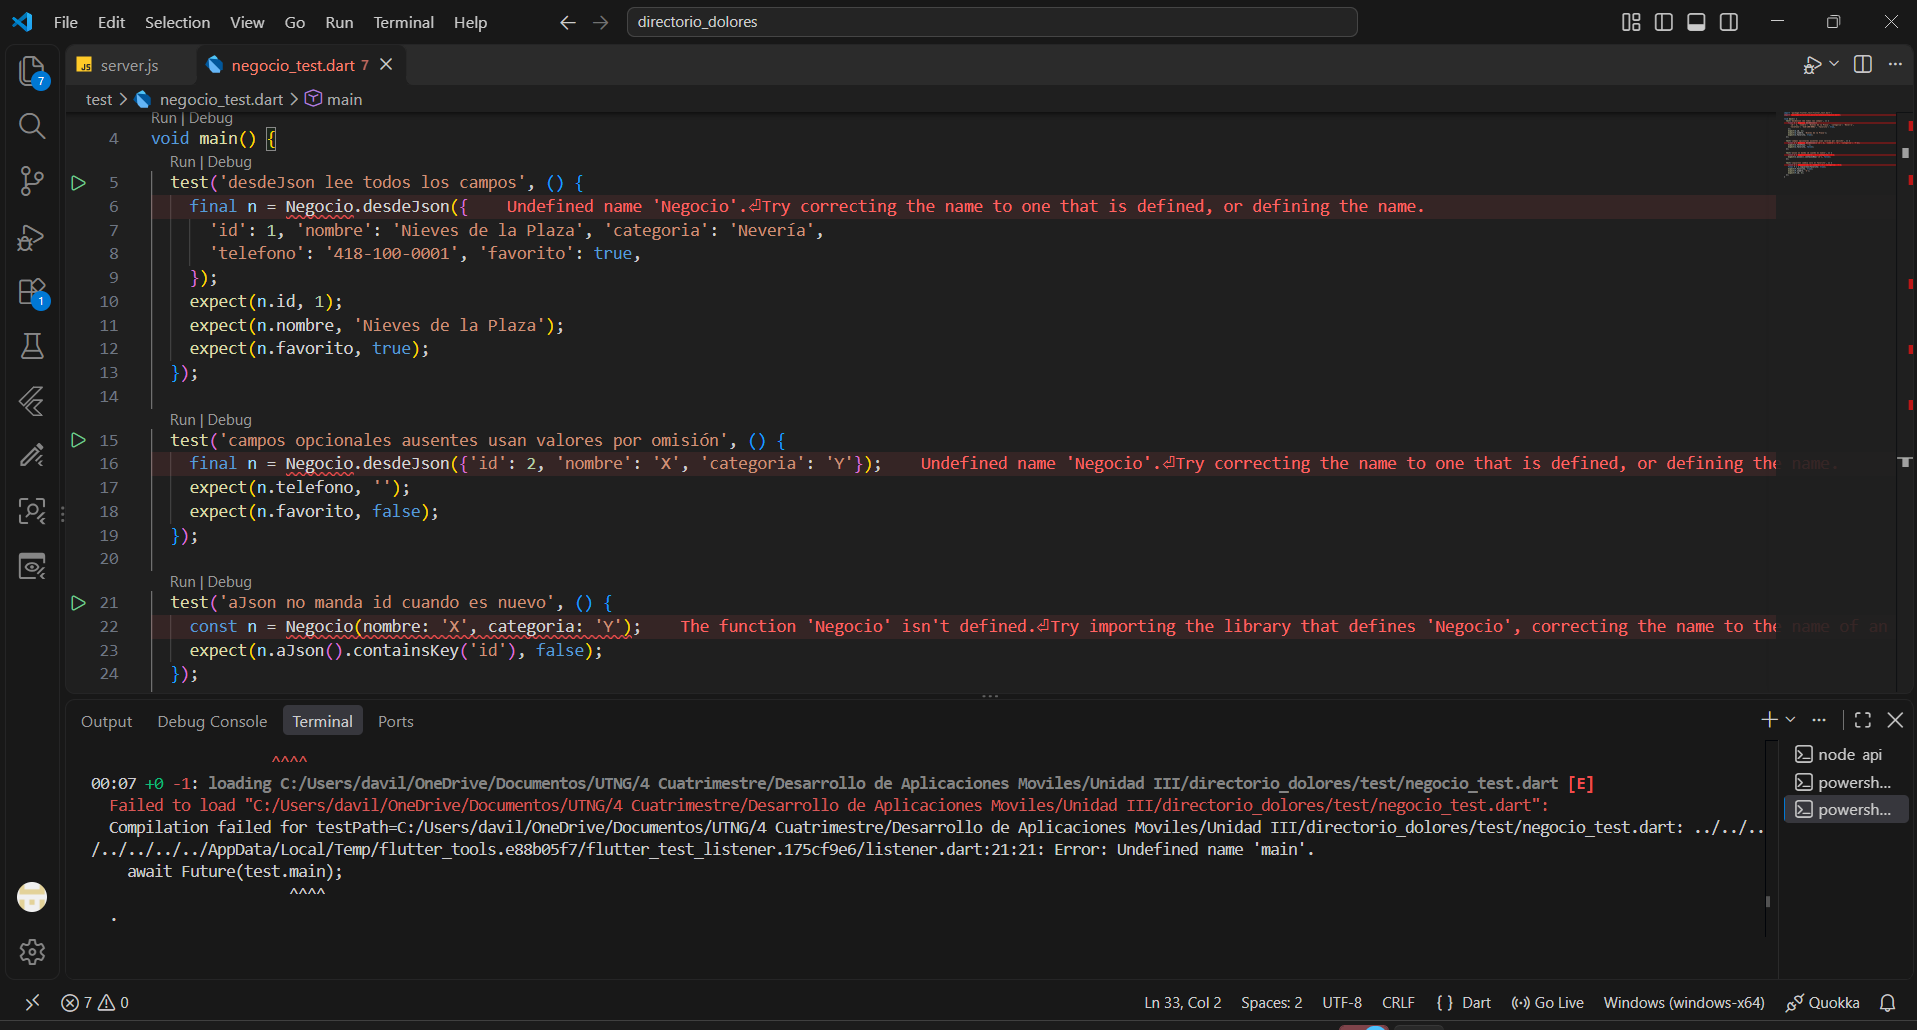 File Edit Selection View Go Run Terminal Help
directorio_dolores
JS server.js
negocio_test.dart 7
test > negocio_test.dart > main
Run | Debug
4 void main() {
Run | Debug
5 test('desdeJson lee todos los campos', () {
6 final n = Negocio.desdeJson({ Undefined name 'Negocio'.⏎Try correcting the name to one that is defined, or defining the name.
7 'id': 1, 'nombre': 'Nieves de la Plaza', 'categoria': 'Nevería',
8 'telefono': '418-100-0001', 'favorito': true,
9 });
10 expect(n.id, 1);
11 expect(n.nombre, 'Nieves de la Plaza');
12 expect(n.favorito, true);
13 });
14
Run | Debug
15 test('campos opcionales ausentes usan valores por omisión', () {
16 final n = Negocio.desdeJson({'id': 2, 'nombre': 'X', 'categoria': 'Y'}); Undefined name 'Negocio'.⏎Try correcting the name to one that is defined, or defining the name.
17 expect(n.telefono, '');
18 expect(n.favorito, false);
19 });
20
Run | Debug
21 test('aJson no manda id cuando es nuevo', () {
22 const n = Negocio(nombre: 'X', categoria: 'Y'); The function 'Negocio' isn't defined.⏎Try importing the library that defines 'Negocio', correcting the name to the name of an
23 expect(n.aJson().containsKey('id'), false);
24 });
Output Debug Console Terminal Ports
^^^^
00:07 +0 -1: loading C:/Users/davil/OneDrive/Documentos/UTNG/4 Cuatrimestre/Desarrollo de Aplicaciones Moviles/Unidad III/directorio_dolores/test/negocio_test.dart [E]
Failed to load "C:/Users/davil/OneDrive/Documentos/UTNG/4 Cuatrimestre/Desarrollo de Aplicaciones Moviles/Unidad III/directorio_dolores/test/negocio_test.dart":
Compilation failed for testPath=C:/Users/davil/OneDrive/Documentos/UTNG/4 Cuatrimestre/Desarrollo de Aplicaciones Moviles/Unidad III/directorio_dolores/test/negocio_test.dart: ../../..
/../../../../AppData/Local/Temp/flutter_tools.e88b05f7/flutter_test_listener.175cf9e6/listener.dart:21:21: Error: Undefined name 'main'.
await Future(test.main);
^^^^
.
node api
powersh...
powersh...
7
1
7 0
Ln 33, Col 2 Spaces: 2 UTF-8 CRLF {} Dart Go Live Windows (windows-x64) Quokka